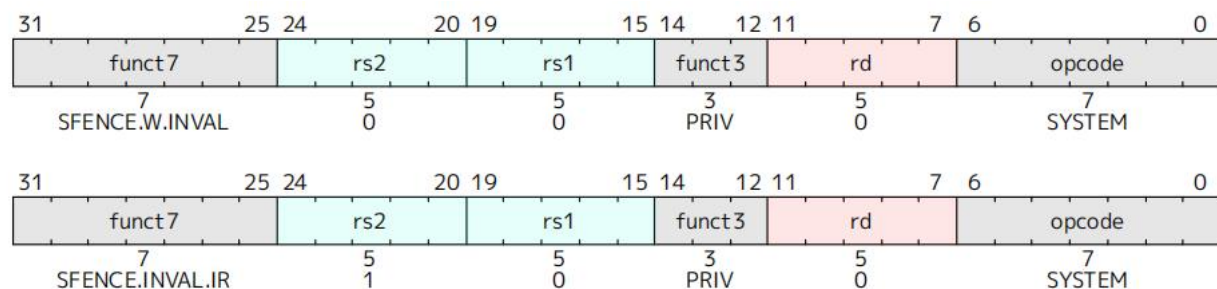 31 25 24 20 19 15 14 12 11 7 6 0
funct7 rs2 rs1 funct3 rd opcode
7 5 5 3 5 7
SFENCE.W.INVAL 0 0 PRIV 0 SYSTEM
31 25 24 20 19 15 14 12 11 7 6 0
funct7 rs2 rs1 funct3 rd opcode
7 5 5 3 5 7
SFENCE.INVAL.IR 1 0 PRIV 0 SYSTEM